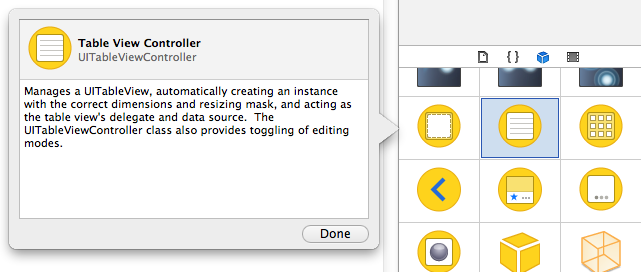 Table View Controller
UITableViewController
Manages a UITableView, automatically creating an instance
with the correct dimensions and resizing mask, and acting as
the table view's delegate and data source.  The
UITableViewController class also provides toggling of editing
modes.
Done
{ }